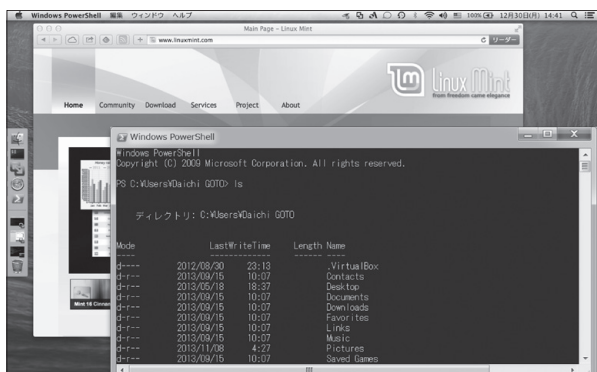 Windows PowerShell 編集 ウィンドウ ヘルプ 100% 12月30日(月) 14:41
Main Page - Linux Mint
www.linuxmint.com リーダー
Linux Mint
from freedom came elegance
Home Community Download Services Project About
Windows PowerShell
Windows PowerShell
Copyright (C) 2009 Microsoft Corporation. All rights reserved.
PS C:¥Users¥Daichi GOTO> ls
ディレクトリ: C:¥Users¥Daichi GOTO
Mode LastWriteTime Length Name
---- ------------- ------ ----
d---- 2012/08/30 23:13 .VirtualBox
d-r-- 2013/09/15 10:07 Contacts
d-r-- 2013/05/18 18:37 Desktop
d-r-- 2013/09/15 10:07 Documents
d-r-- 2013/09/15 10:07 Downloads
d-r-- 2013/09/15 10:07 Favorites
d-r-- 2013/09/15 10:07 Links
d-r-- 2013/09/15 10:07 Music
d-r-- 2013/11/08 4:27 Pictures
d-r-- 2013/09/15 10:07 Saved Games
Mint 16 Cinnam